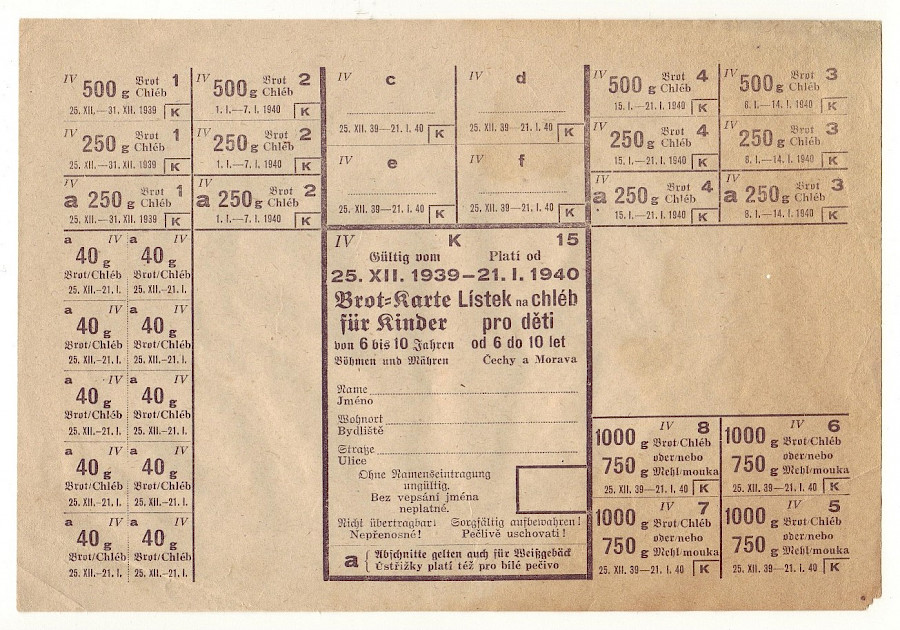 IV 500 g Brot Chléb 1
25. XII.—31. XII. 1939 K
IV 250 g Brot Chléb 1
25. XII.—31. XII. 1939 K
IV a 250 g Brot Chléb 1
25. XII.—31. XII. 1939 K
IV 500 g Brot Chléb 2
1. I.—7. I. 1940 K
IV 250 g Brot Chléb 2
1. I.—7. I. 1940 K
IV a 250 g Brot Chléb 2
1. I.—7. I. 1940 K
IV c
25. XII. 39—21. I. 40 K
IV d
25. XII. 39—21. I. 40 K
IV e
25. XII. 39—21. I. 40 K
IV f
25. XII. 39—21. I. 40 K
IV 500 g Brot Chléb 4
15. I.—21. I. 1940 K
IV 250 g Brot Chléb 4
15. I.—21. I. 1940 K
IV a 250 g Brot Chléb 4
15. I.—21. I. 1940 K
IV 500 g Brot Chléb 3
8. I.—14. I. 1940 K
IV 250 g Brot Chléb 3
8. I.—14. I. 1940 K
IV a 250 g Brot Chléb 3
8. I.—14. I. 1940 K
a IV a IV
40 g 40 g
Brot/Chléb Brot/Chléb
25. XII.—21. I. 25. XII.—21. I.
a IV a IV
40 g 40 g
Brot/Chléb Brot/Chléb
25. XII.—21. I. 25. XII.—21. I.
a IV a IV
40 g 40 g
Brot/Chléb Brot/Chléb
25. XII.—21. I. 25. XII.—21. I.
a IV a IV
40 g 40 g
Brot/Chléb Brot/Chléb
25. XII.—21. I. 25. XII.—21. I.
a IV a IV
40 g 40 g
Brot/Chléb Brot/Chléb
25. XII.—21. I. 25. XII.—21. I.
IV K 15
Gültig vom Platí od
25. XII. 1939—21. I. 1940
Brot=Karte Lístek na chléb
für Kinder pro děti
von 6 bis 10 Jahren od 6 do 10 let
Böhmen und Mähren Čechy a Morava
Name
Jméno
Wohnort
Bydliště
Straße
Ulice
Ohne Namenseintragung
ungültig.
Bez vepsání jména
neplatné.
Nicht übertragbar! Sorgfältig aufbewahren!
Nepřenosné! Pečlivě uschovati!
a { Abschnitte gelten auch für Weißgebäck
Ústřižky platí též pro bílé pečivo
IV 8
1000 g Brot/Chléb
oder/nebo
750 g Mehl/mouka
25. XII. 39—21. I. 40 K
IV 6
1000 g Brot/Chléb
oder/nebo
750 g Mehl/mouka
25. XII. 39—21. I. 40 K
IV 7
1000 g Brot/Chléb
oder/nebo
750 g Mehl/mouka
25. XII. 39—21. I. 40 K
IV 5
1000 g Brot/Chléb
oder/nebo
750 g Mehl/mouka
25. XII. 39—21. I. 40 K